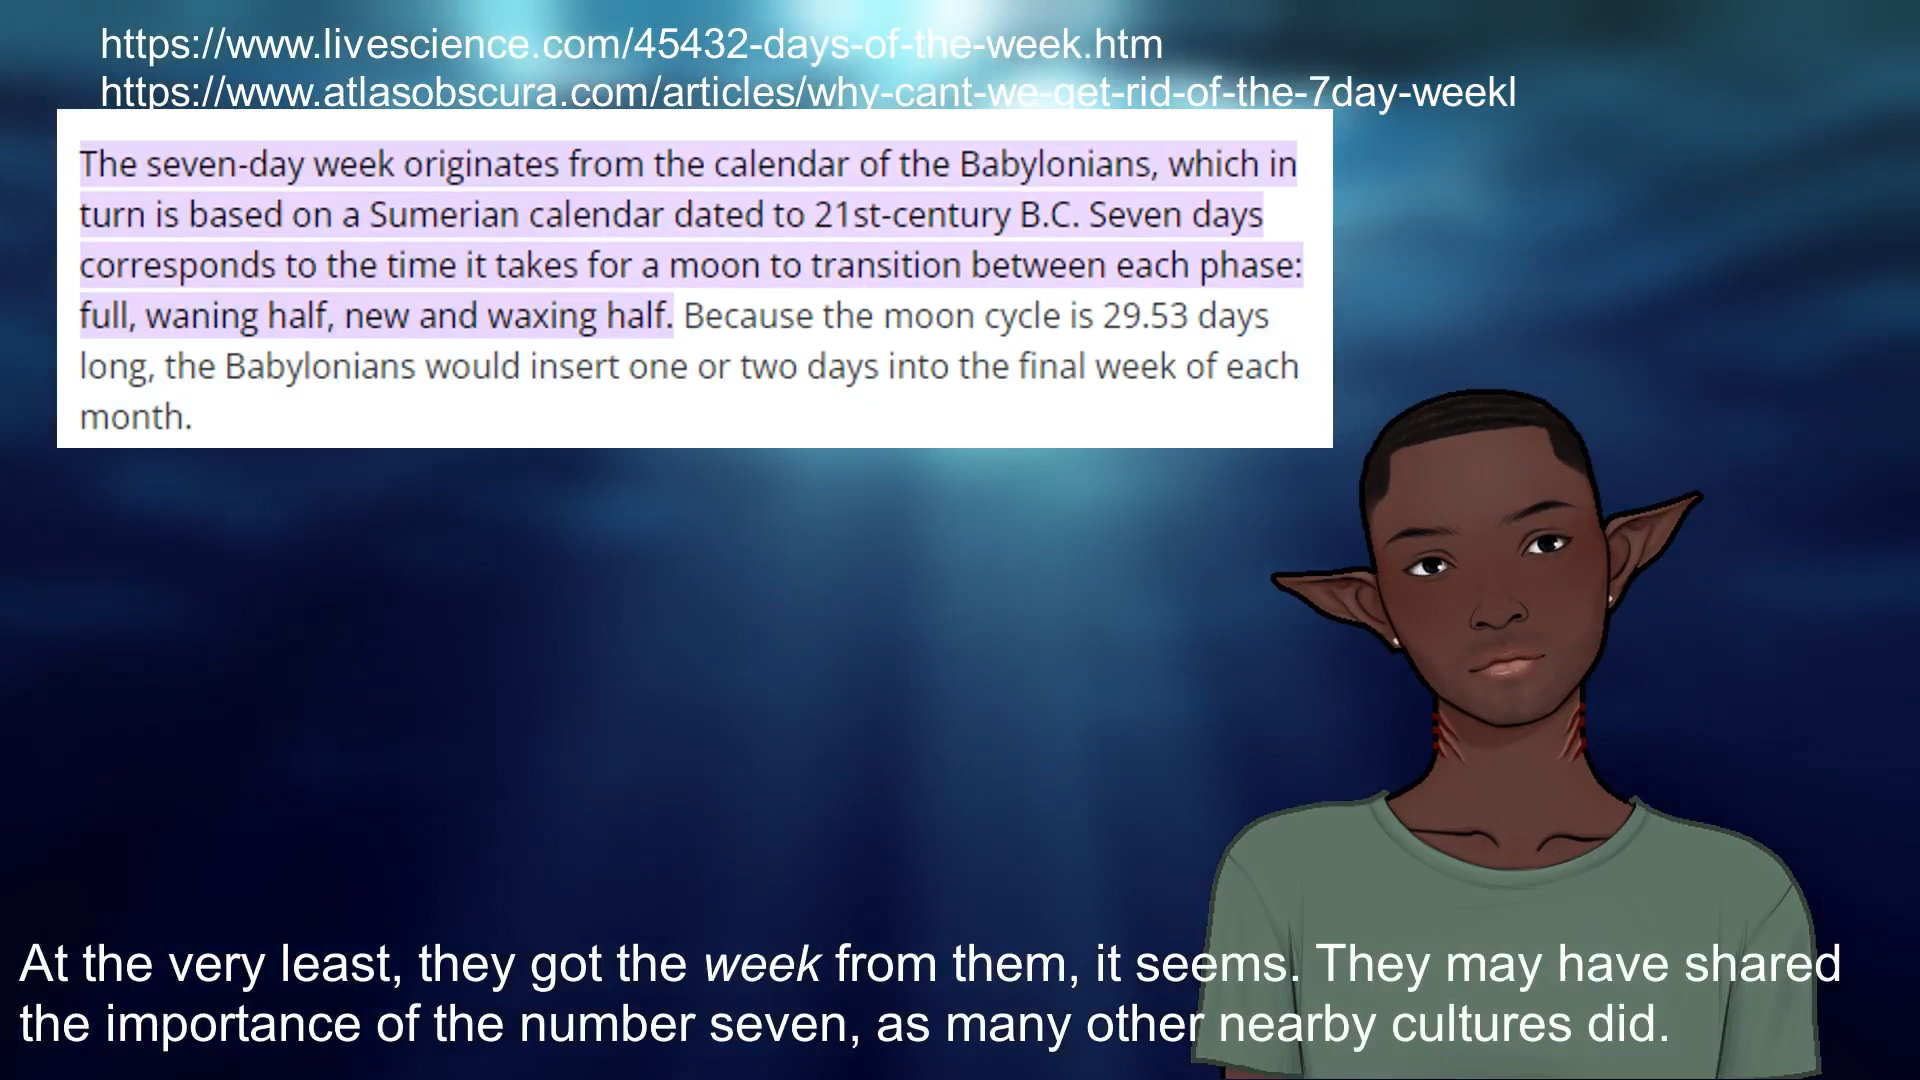 https://www.livescience.com/45432-days-of-the-week.htm
https://www.atlasobscura.com/articles/why-cant-we-get-rid-of-the-7day-weekl
The seven-day week originates from the calendar of the Babylonians, which in
turn is based on a Sumerian calendar dated to 21st-century B.C. Seven days
corresponds to the time it takes for a moon to transition between each phase:
full, waning half, new and waxing half. Because the moon cycle is 29.53 days
long, the Babylonians would insert one or two days into the final week of each
month.
At the very least, they got the week from them, it seems. They may have shared
the importance of the number seven, as many other nearby cultures did.